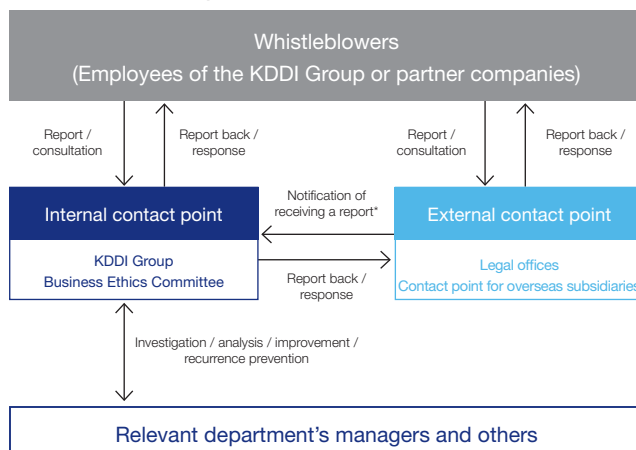 Whistleblowers
(Employees of the KDDI Group or partner companies)
Report /
consultation
Report back /
response
Report /
consultation
Report back /
response
Internal contact point
KDDI Group
Business Ethics Committee
Notification of
receiving a report*
Report back /
response
External contact point
Legal offices
Contact point for overseas subsidiaries
Investigation / analysis / improvement /
recurrence prevention
Relevant department’s managers and others